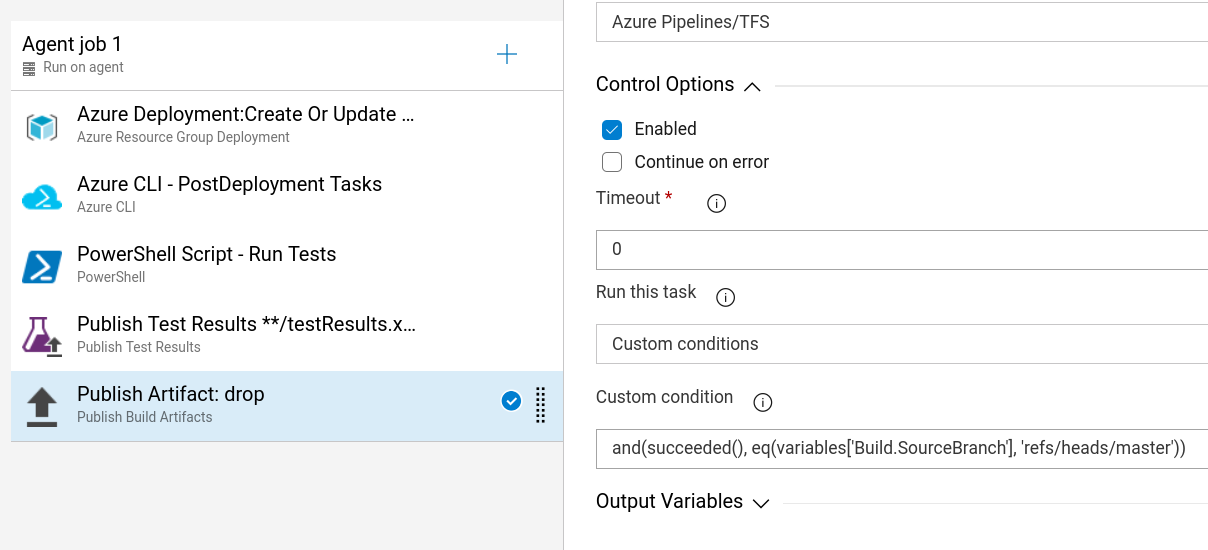 Agent job 1
Run on agent
Azure Deployment:Create Or Update ...
Azure Resource Group Deployment
Azure CLI - PostDeployment Tasks
Azure CLI
PowerShell Script - Run Tests
PowerShell
Publish Test Results **/testResults.x...
Publish Test Results
Publish Artifact: drop
Publish Build Artifacts
Azure Pipelines/TFS
Control Options
Enabled
Continue on error
Timeout *
0
Run this task
Custom conditions
Custom condition
and(succeeded(), eq(variables['Build.SourceBranch'], 'refs/heads/master'))
Output Variables